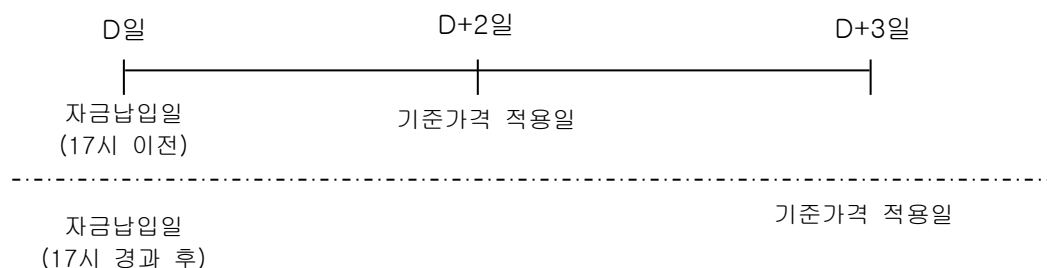 D일
D+2일
D+3일
자금납입일
(17시 이전)
기준가격 적용일
자금납입일
(17시 경과 후)
기준가격 적용일